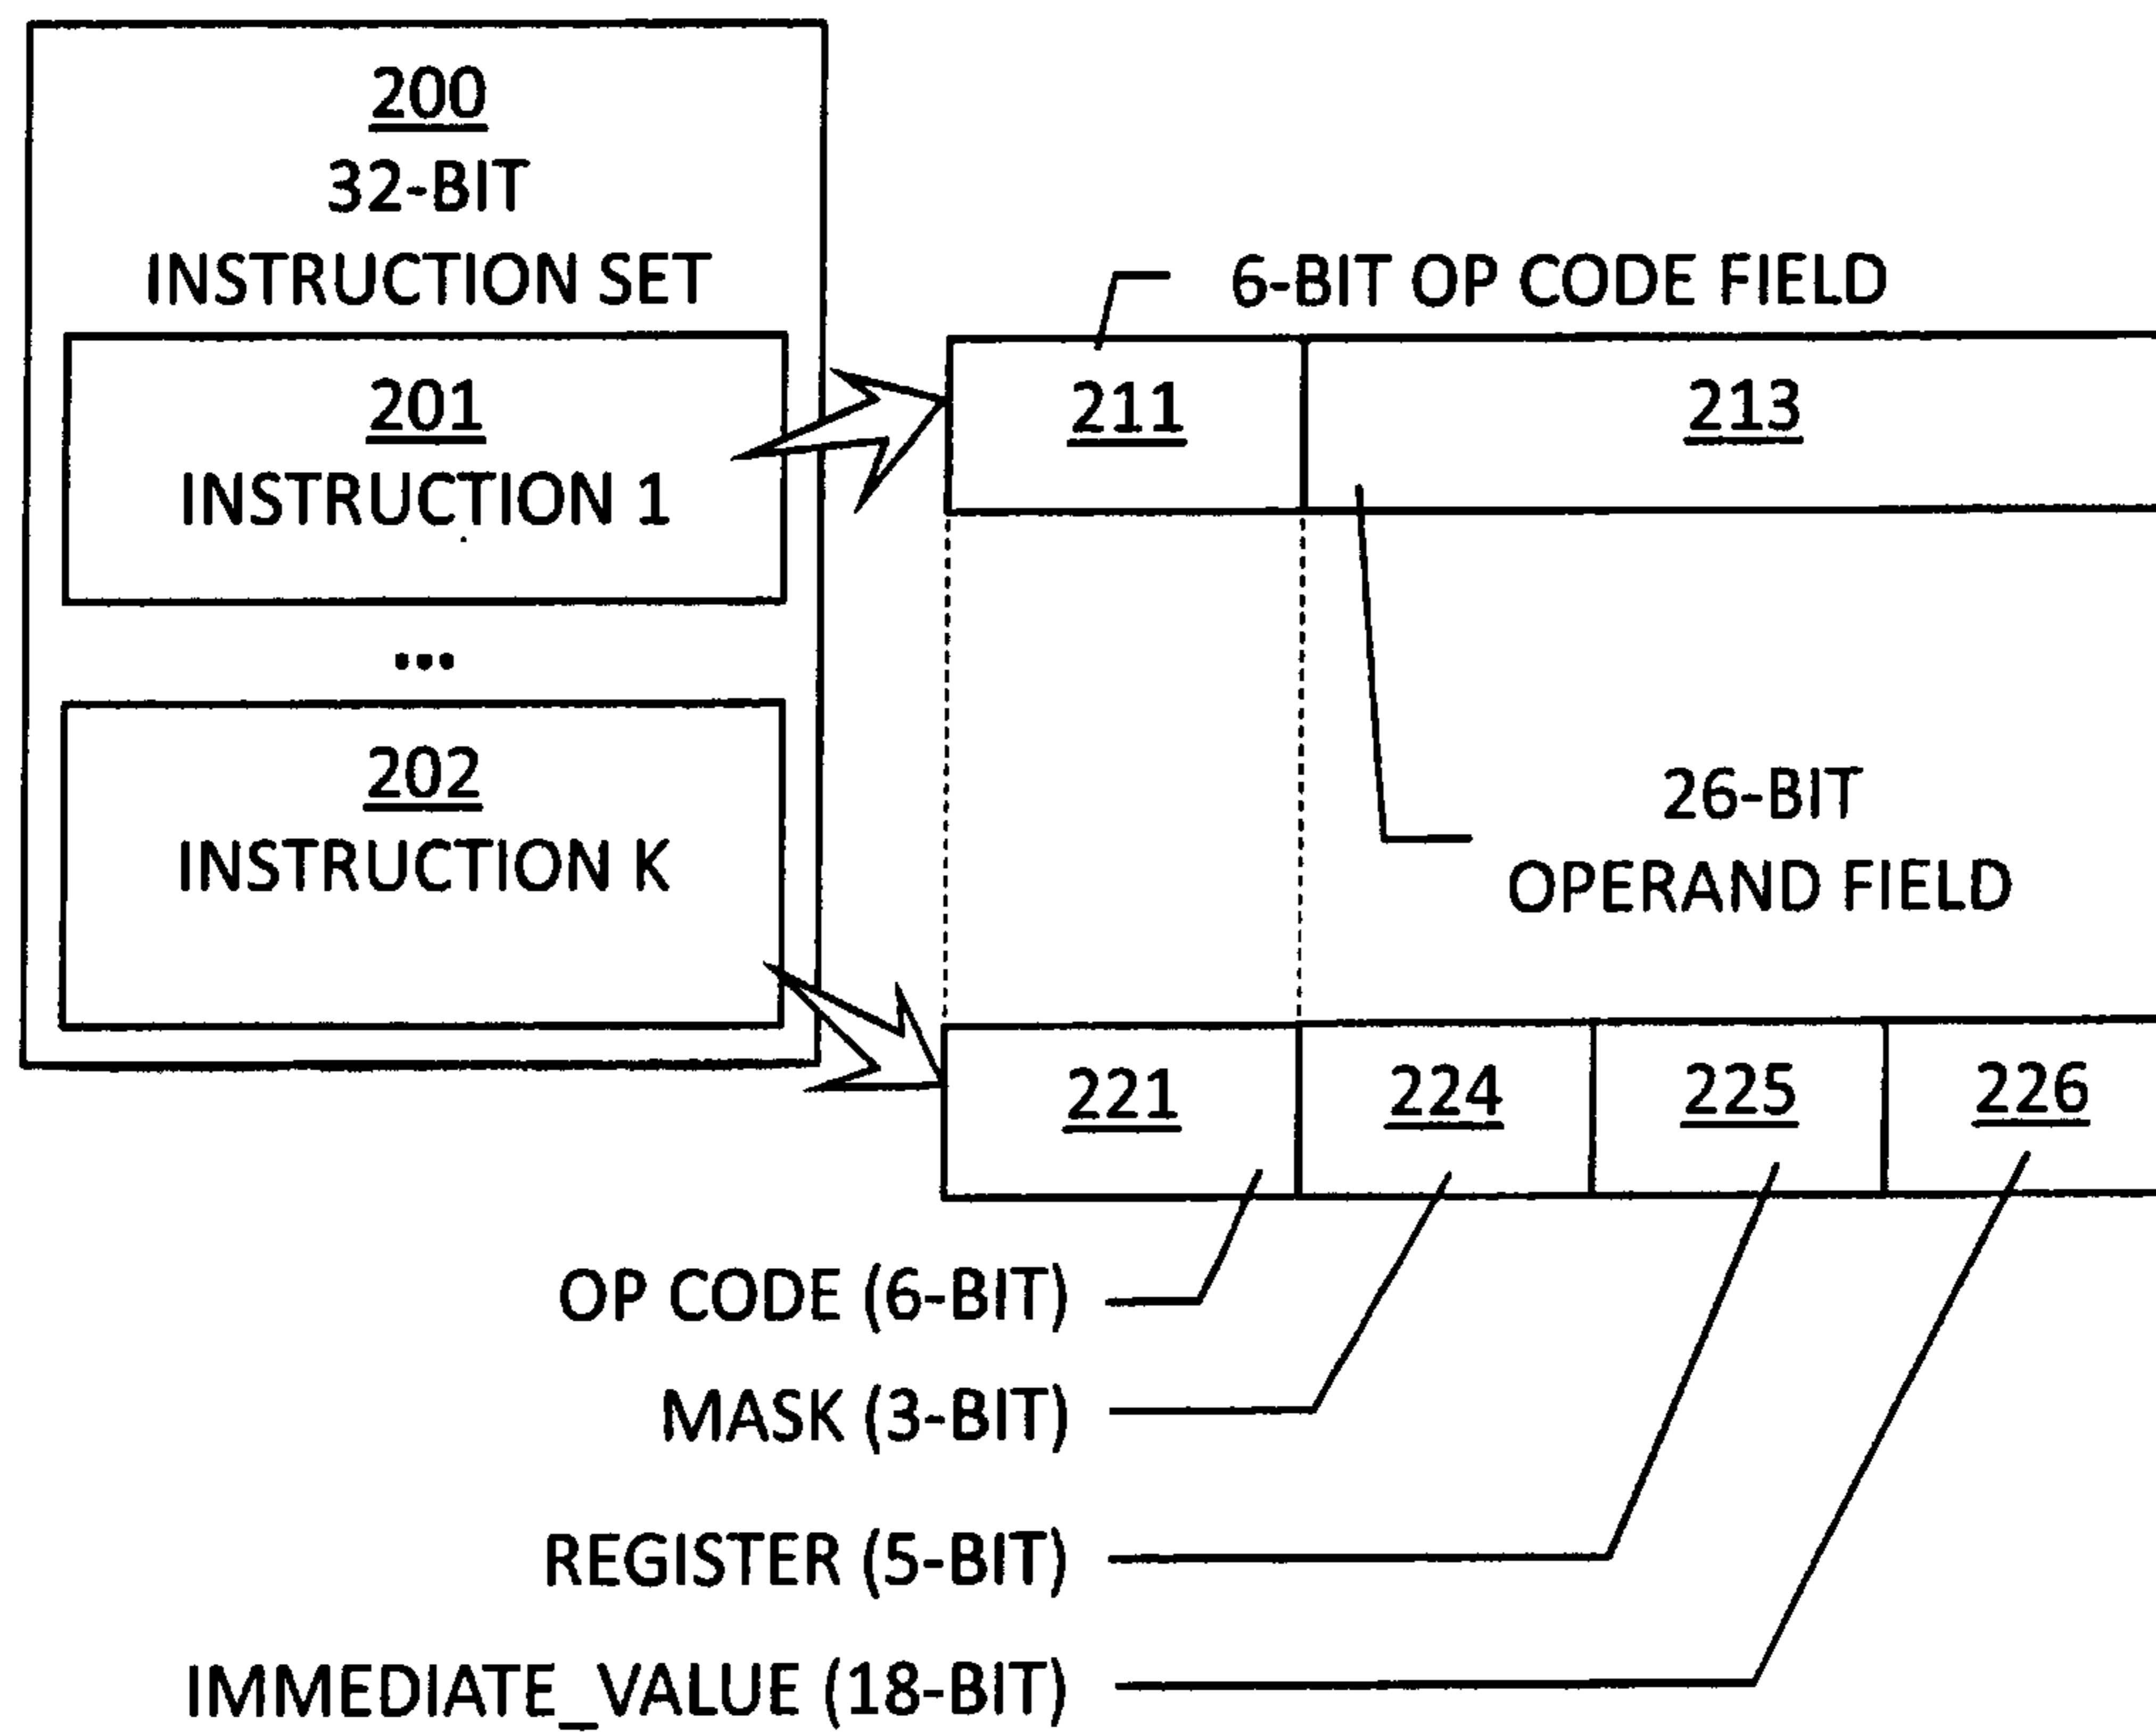 200
32-BIT
INSTRUCTION SET
201
INSTRUCTION 1
...
202
INSTRUCTION K
6-BIT OP CODE FIELD
211
213
26-BIT
OPERAND FIELD
221
224
225
226
OP CODE (6-BIT)
MASK (3-BIT)
REGISTER (5-BIT)
IMMEDIATE_VALUE (18-BIT)